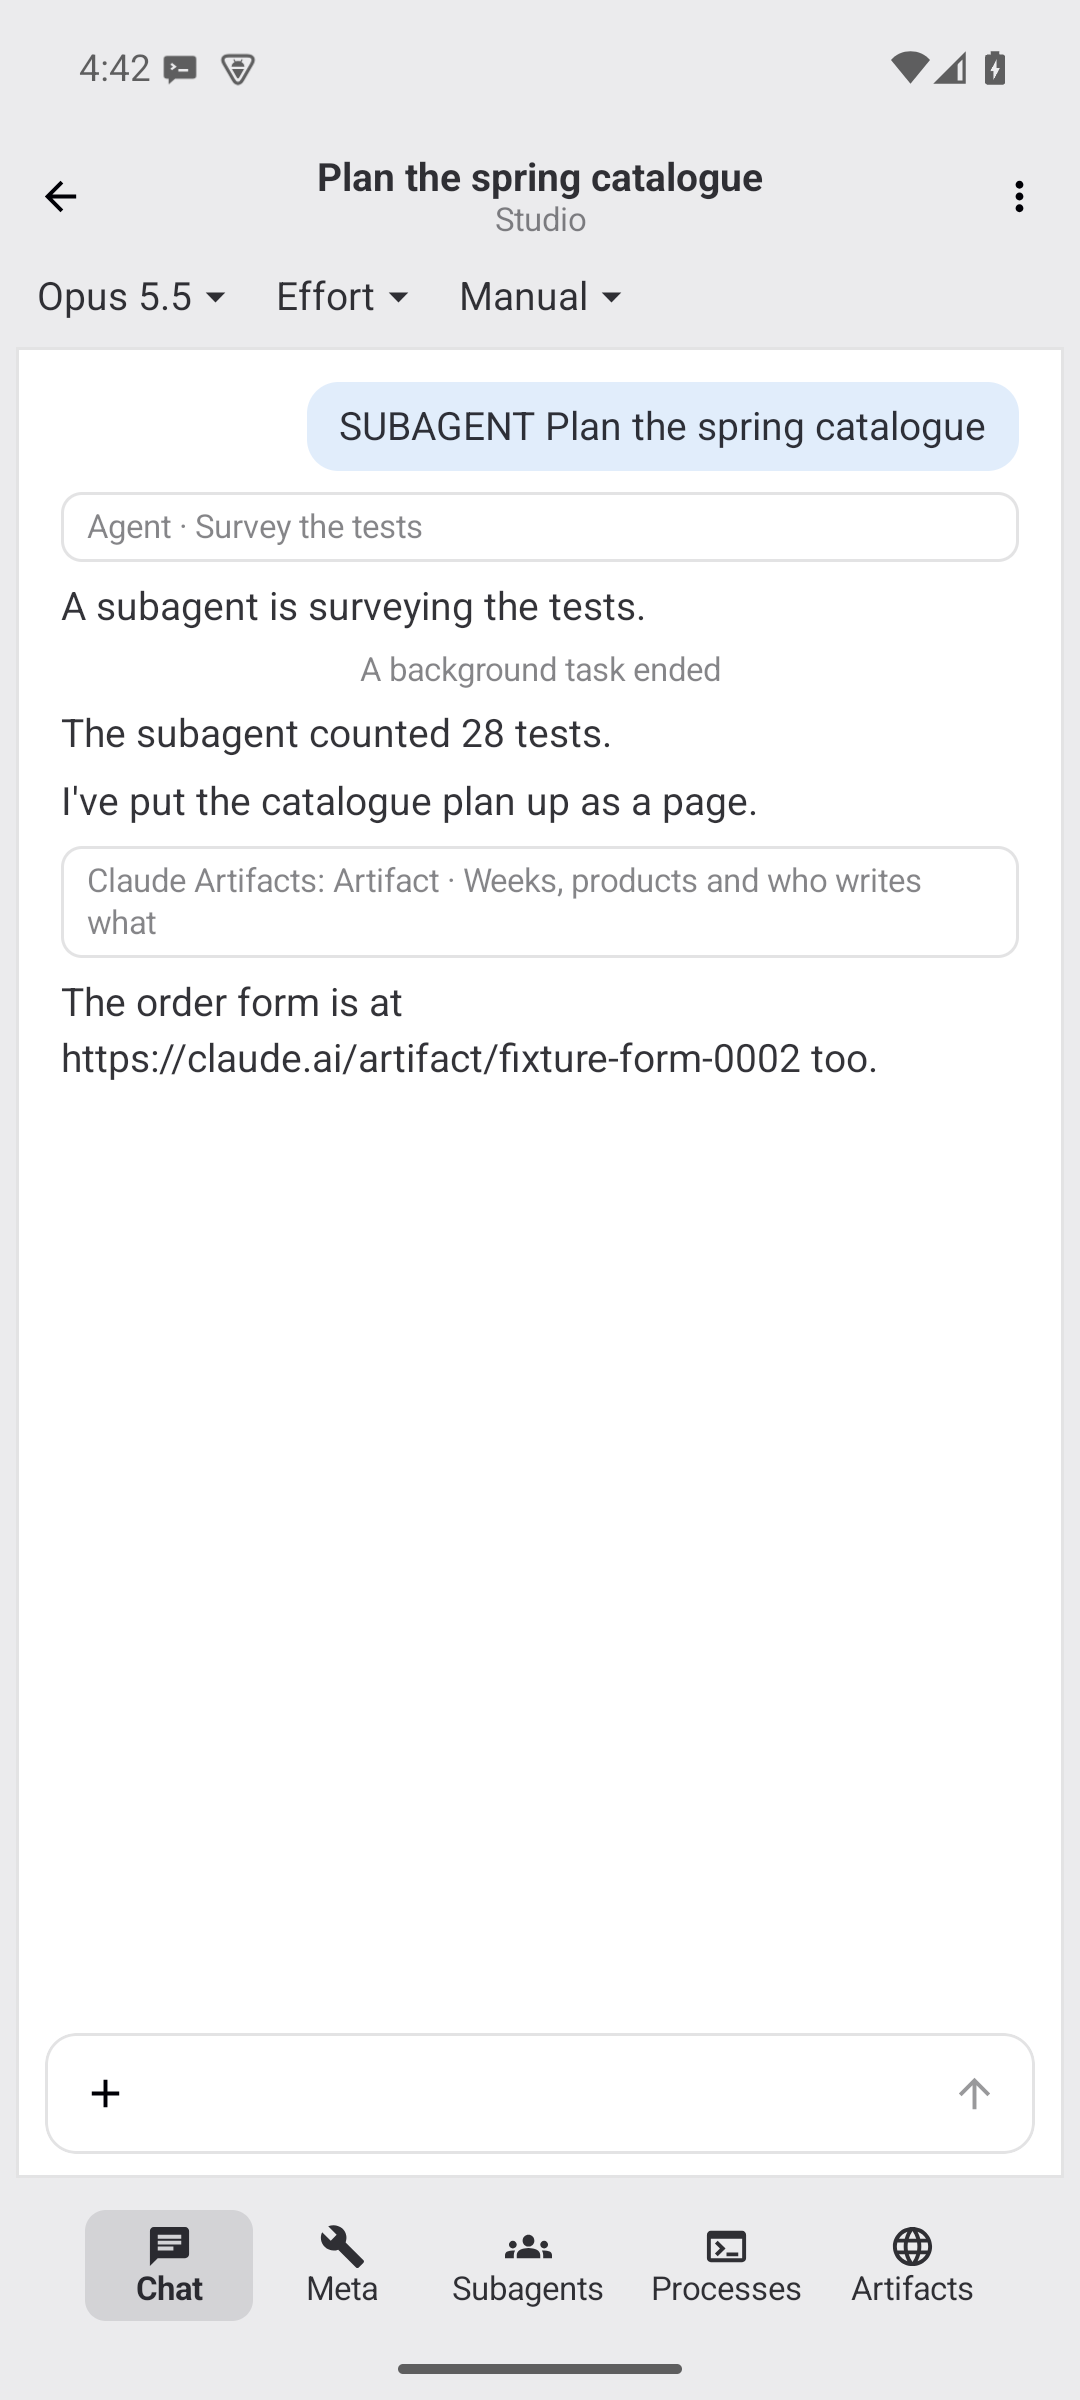 4:42
Plan the spring catalogue
Studio
Opus 5.5
Effort
Manual
SUBAGENT Plan the spring catalogue
Agent · Survey the tests
A subagent is surveying the tests.
A background task ended
The subagent counted 28 tests.
I've put the catalogue plan up as a page.
Claude Artifacts: Artifact · Weeks, products and who writes
what
The order form is at
https://claude.ai/artifact/fixture-form-0002 too.
Chat
Meta
Subagents
Processes
Artifacts